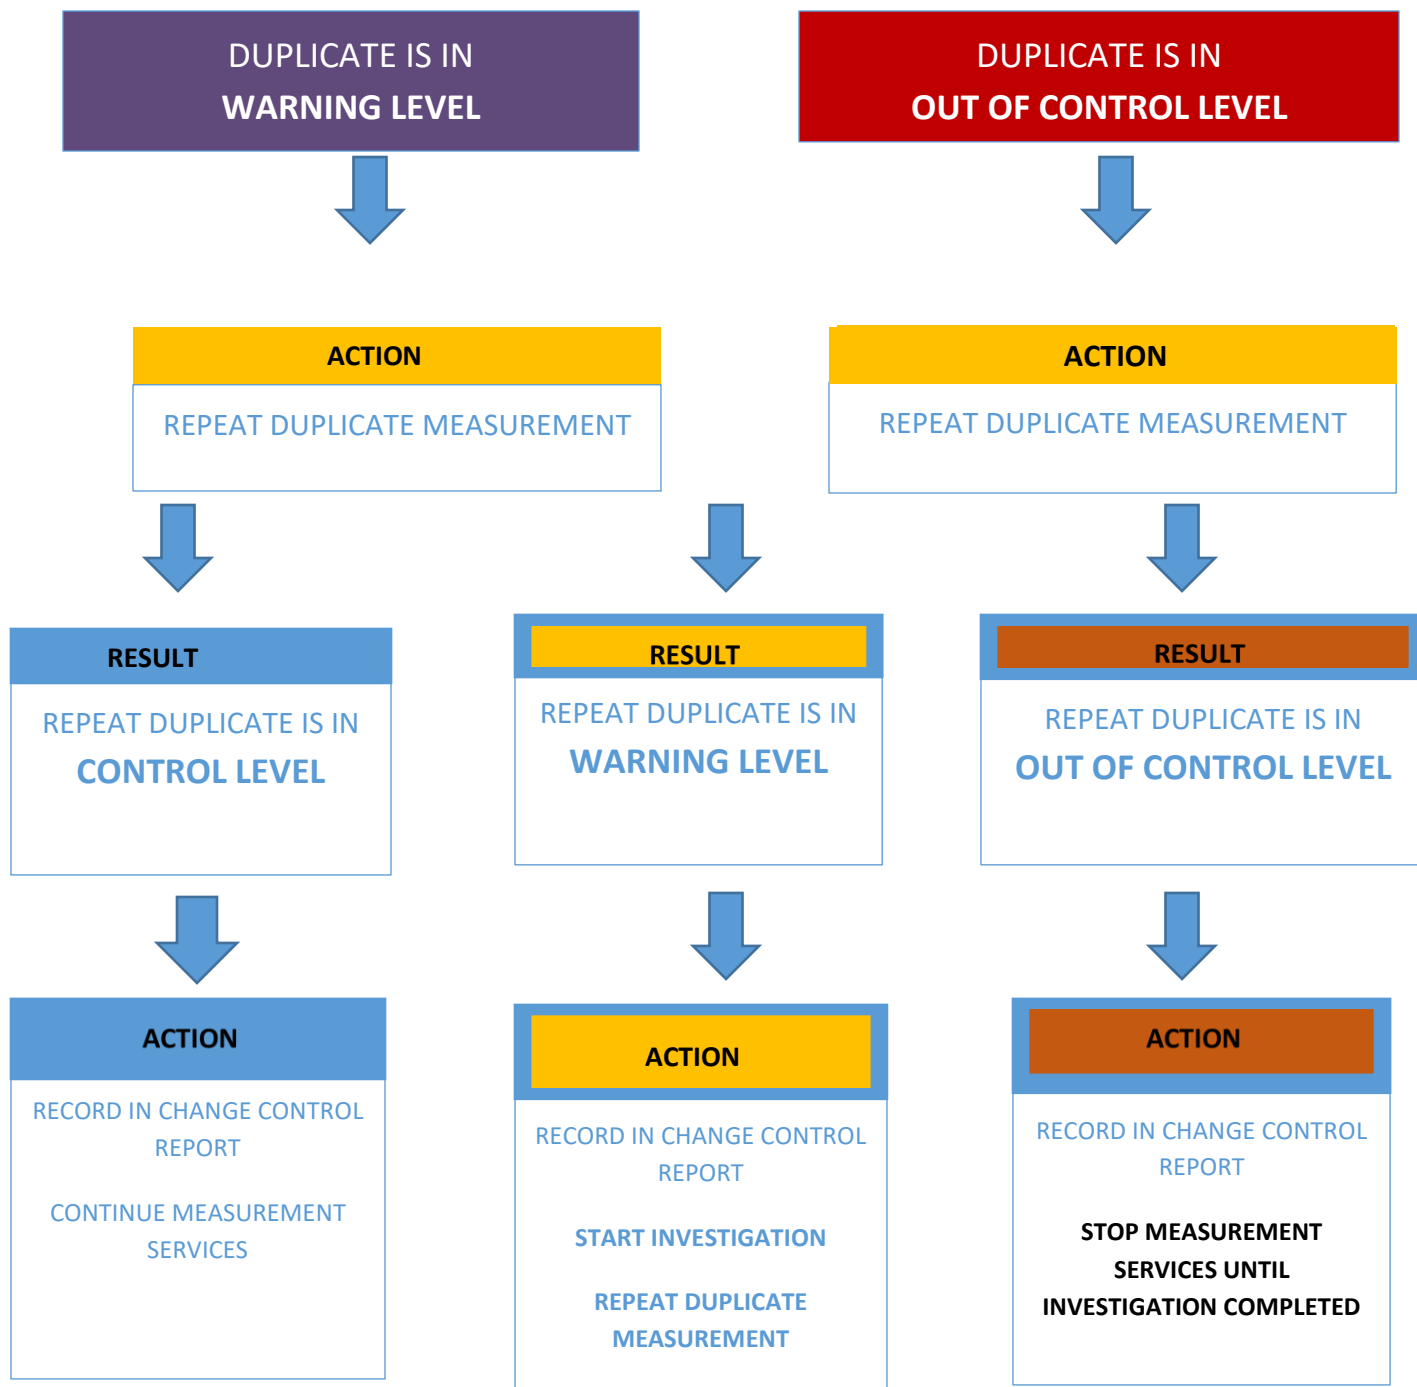 DUPLICATE IS IN
WARNING LEVEL
DUPLICATE IS IN
OUT OF CONTROL LEVEL
ACTION
REPEAT DUPLICATE MEASUREMENT
ACTION
REPEAT DUPLICATE MEASUREMENT
RESULT
REPEAT DUPLICATE IS IN
CONTROL LEVEL
RESULT
REPEAT DUPLICATE IS IN
WARNING LEVEL
RESULT
REPEAT DUPLICATE IS IN
OUT OF CONTROL LEVEL
ACTION
RECORD IN CHANGE CONTROL
REPORT
CONTINUE MEASUREMENT
SERVICES
ACTION
RECORD IN CHANGE CONTROL
REPORT
START INVESTIGATION
REPEAT DUPLICATE
MEASUREMENT
ACTION
RECORD IN CHANGE CONTROL
REPORT
STOP MEASUREMENT
SERVICES UNTIL
INVESTIGATION COMPLETED